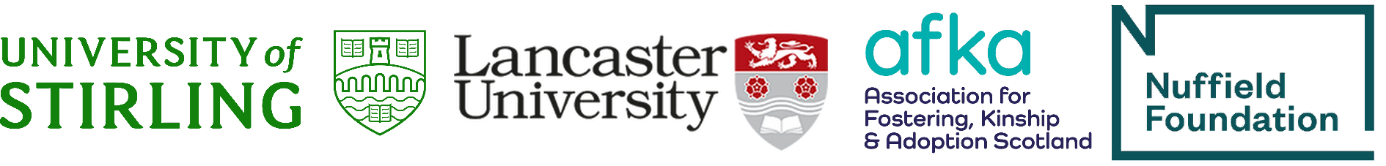 UNIVERSITY of
STIRLING
Lancaster
University
afka
Association for
Fostering, Kinship
& Adoption Scotland
Nuffield
Foundation